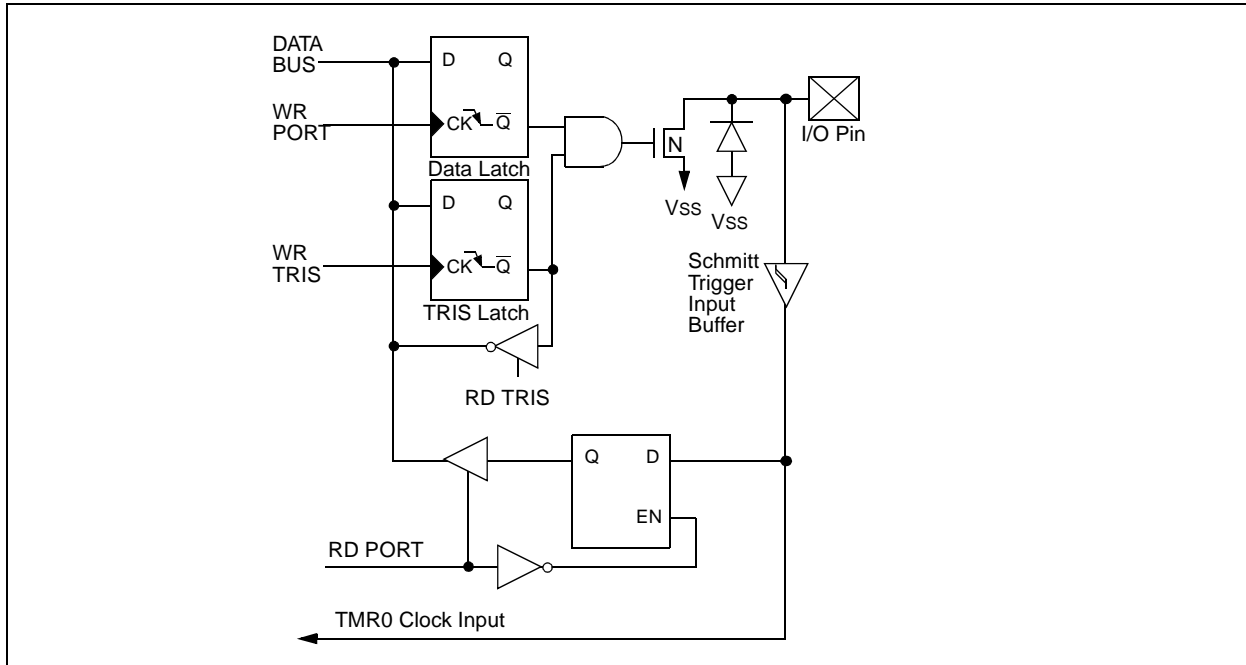 DATA
BUS
D
Q
WR
PORT
CK
Q̅
N
I/O Pin
Data Latch
VSS
VSS
D
Q
WR
TRIS
CK
Q̅
Schmitt
Trigger
Input
Buffer
TRIS Latch
RD TRIS
Q
D
EN
RD PORT
TMR0 Clock Input